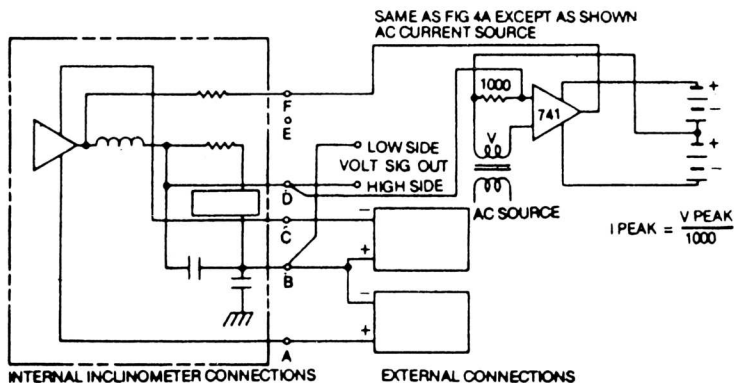 SAME AS FIG 4A EXCEPT AS SHOWN
AC CURRENT SOURCE
1000
+
F
E
741
−
LOW SIDE
V
+
VOLT SIG OUT
HIGH SIDE
−
D
AC SOURCE
−
C
I PEAK = V PEAK
1000
+
B
−
+
A
INTERNAL INCLINOMETER CONNECTIONS
EXTERNAL CONNECTIONS